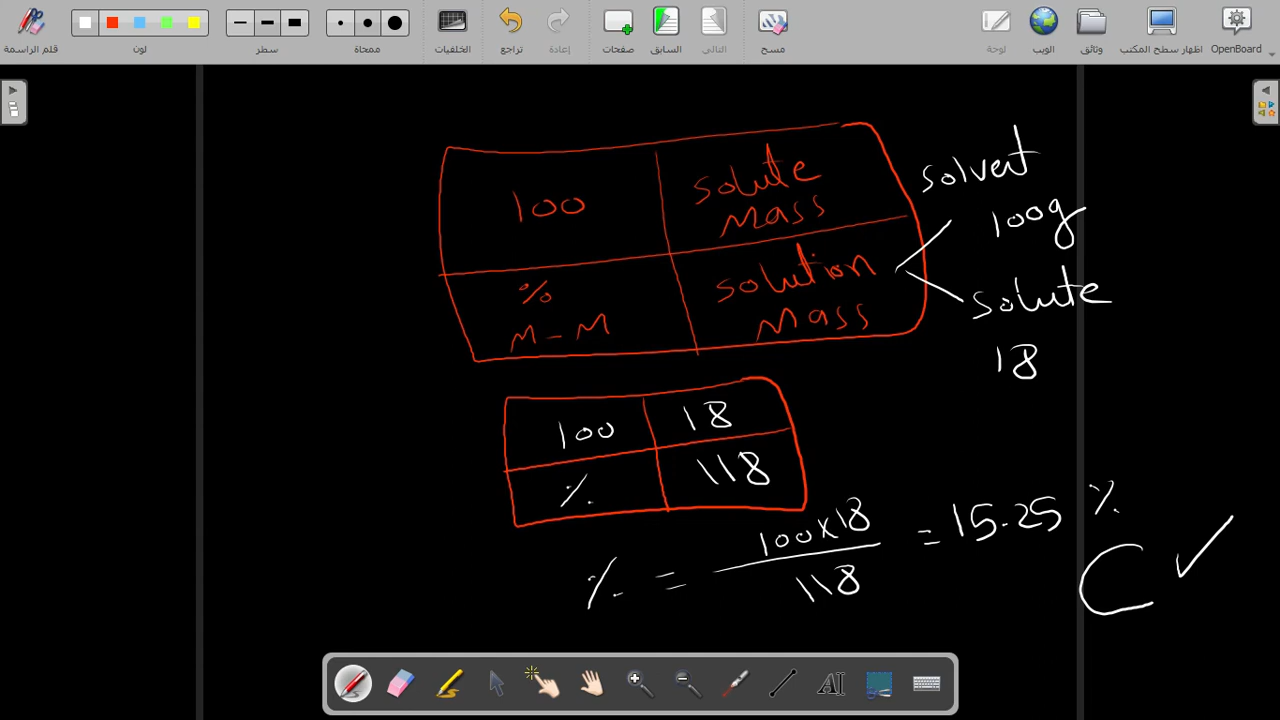 قلم الراسمة
لون
سطر
ممحاة
الخلفيات
تراجع
إعادة
صفحات
السابق
التالي
مسح
لوحة
الويب
وثائق
اظهار سطح المكتب
OpenBoard
100
solute
mass
%
M-M
solution
mass
solvent
100g
solute
18
100 18
% 118
% = 100x18 / 118 = 15.25 %
C ✓